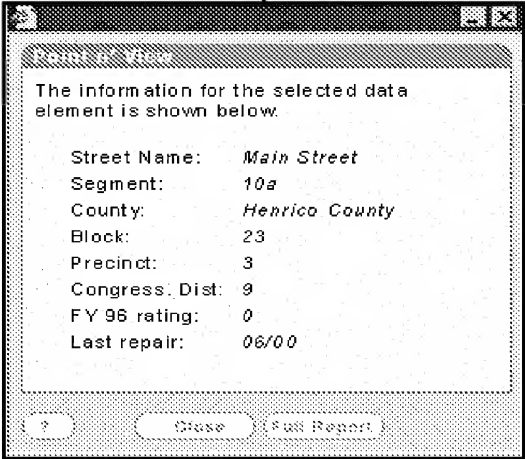 Point n' View
The information for the selected data
element is shown below.
Street Name: Main Street
Segment: 10a
County: Henrico County
Block: 23
Precinct: 3
Congress. Dist: 9
FY 96 rating: 0
Last repair: 06/00
? Close Full Report